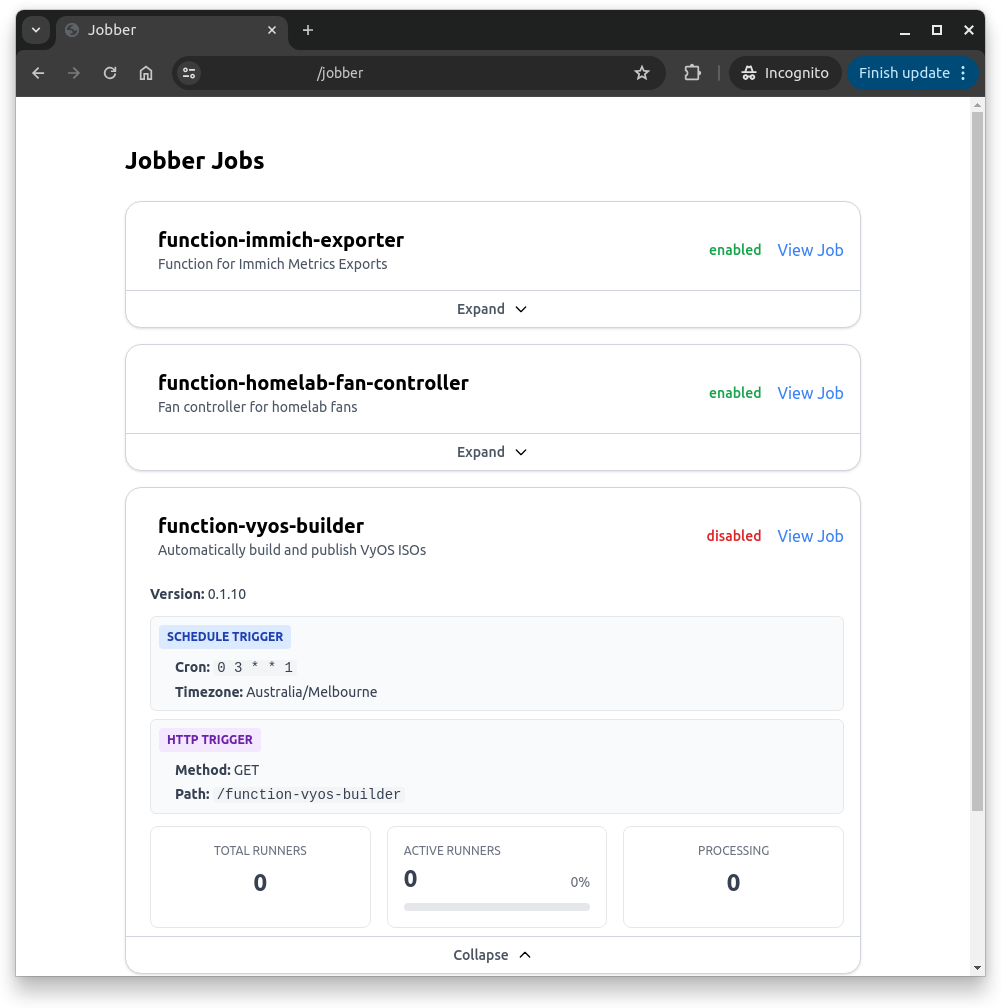 Jobber
/jobber
Incognito
Finish update
Jobber Jobs
function-immich-exporter
Function for Immich Metrics Exports
enabled
View Job
Expand
function-homelab-fan-controller
Fan controller for homelab fans
enabled
View Job
Expand
function-vyos-builder
Automatically build and publish VyOS ISOs
disabled
View Job
Version: 0.1.10
SCHEDULE TRIGGER
Cron: 0 3 * * 1
Timezone: Australia/Melbourne
HTTP TRIGGER
Method: GET
Path: /function-vyos-builder
TOTAL RUNNERS
0
ACTIVE RUNNERS
0
0%
PROCESSING
0
Collapse